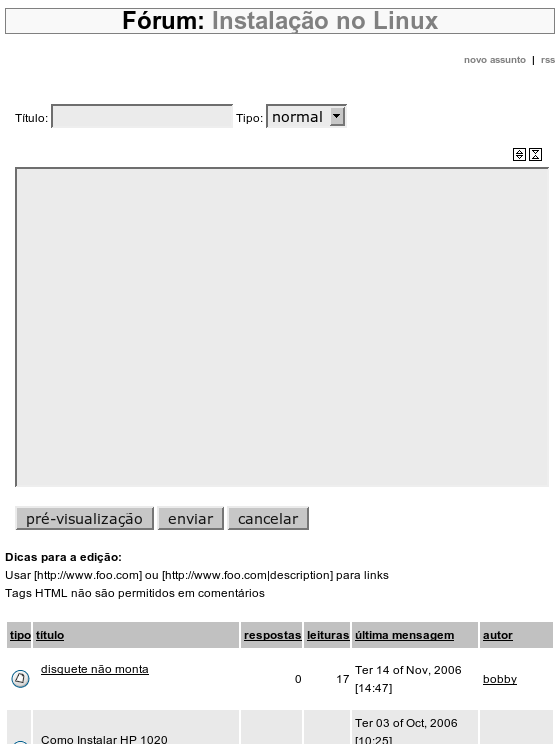 Fórum: Instalação no Linux
novo assunto | rss
Título: Tipo: normal
pré-visualização enviar cancelar
Dicas para a edição:
Usar [http://www.foo.com] ou [http://www.foo.com|description] para links
Tags HTML não são permitidos em comentários
tipo título respostas leituras última mensagem autor
disquete não monta 0 17 Ter 14 of Nov, 2006 [14:47] bobby
Ter 03 of Oct, 2006
[10:25]
Como Instalar HP 1020